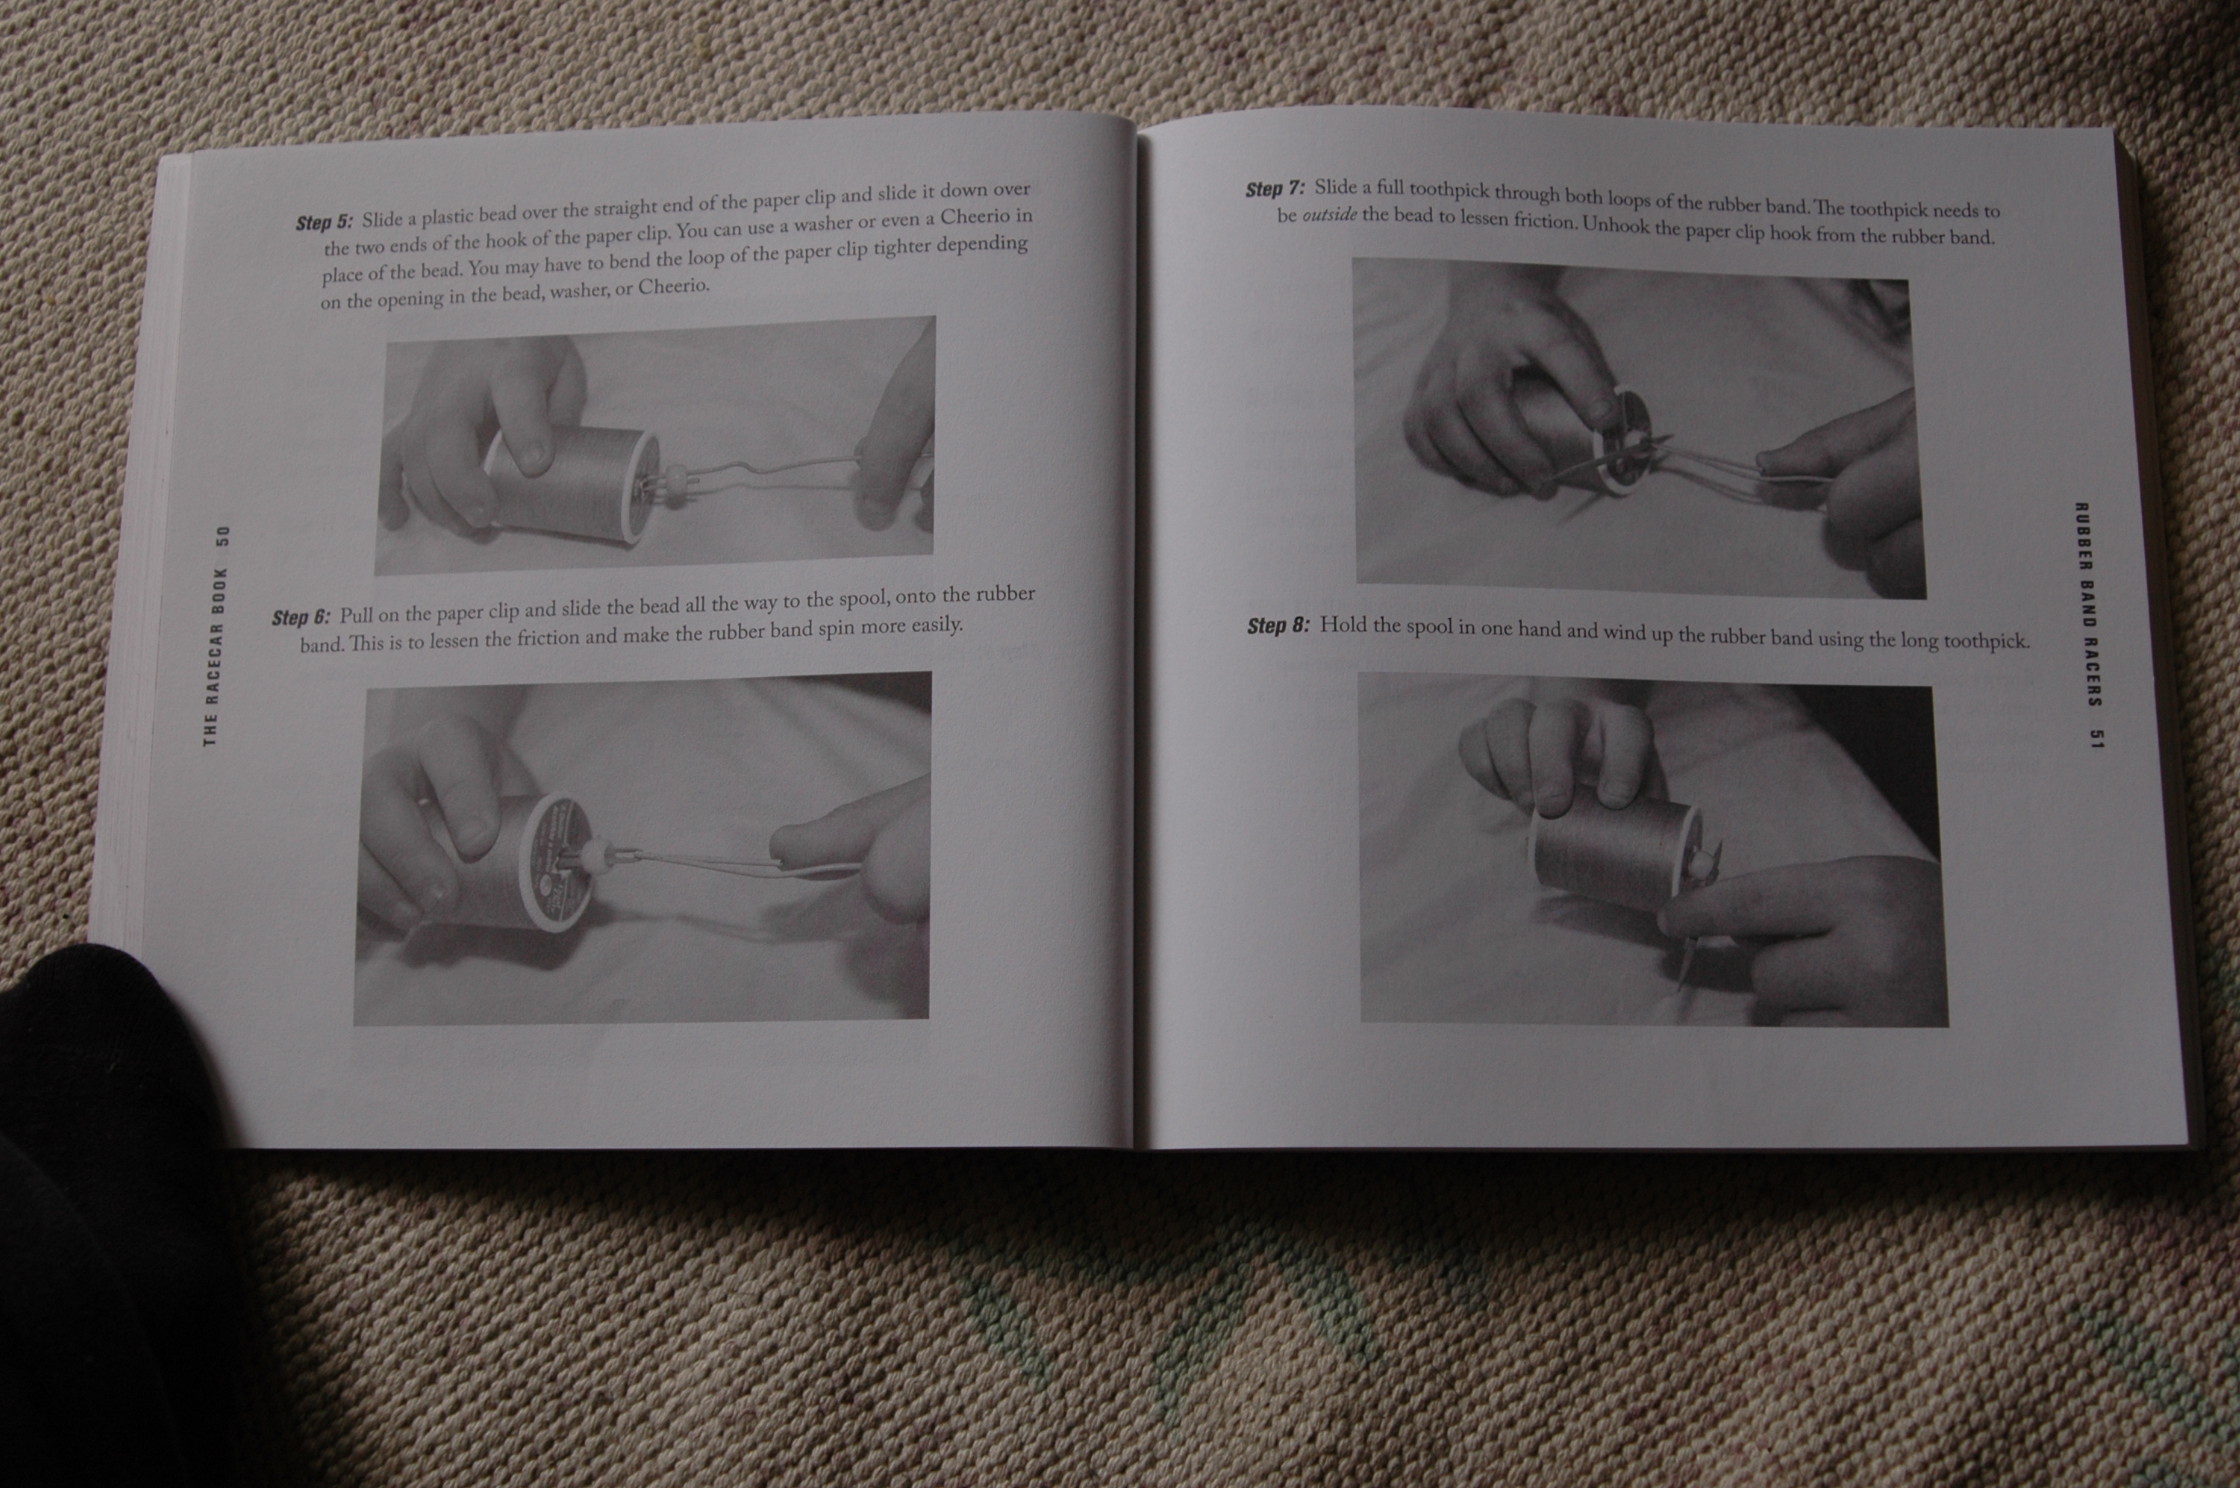 Step 5: Slide a plastic bead over the straight end of the paper clip and slide it down over
the two ends of the hook of the paper clip. You can use a washer or even a Cheerio in
place of the bead. You may have to bend the loop of the paper clip tighter depending
on the opening in the bead, washer, or Cheerio.
Step 6: Pull on the paper clip and slide the bead all the way to the spool, onto the rubber
band. This is to lessen the friction and make the rubber band spin more easily.
THE RACECAR BOOK 50
Step 7: Slide a full toothpick through both loops of the rubber band. The toothpick needs to
be outside the bead to lessen friction. Unhook the paper clip hook from the rubber band.
Step 8: Hold the spool in one hand and wind up the rubber band using the long toothpick.
RUBBER BAND RACERS 51